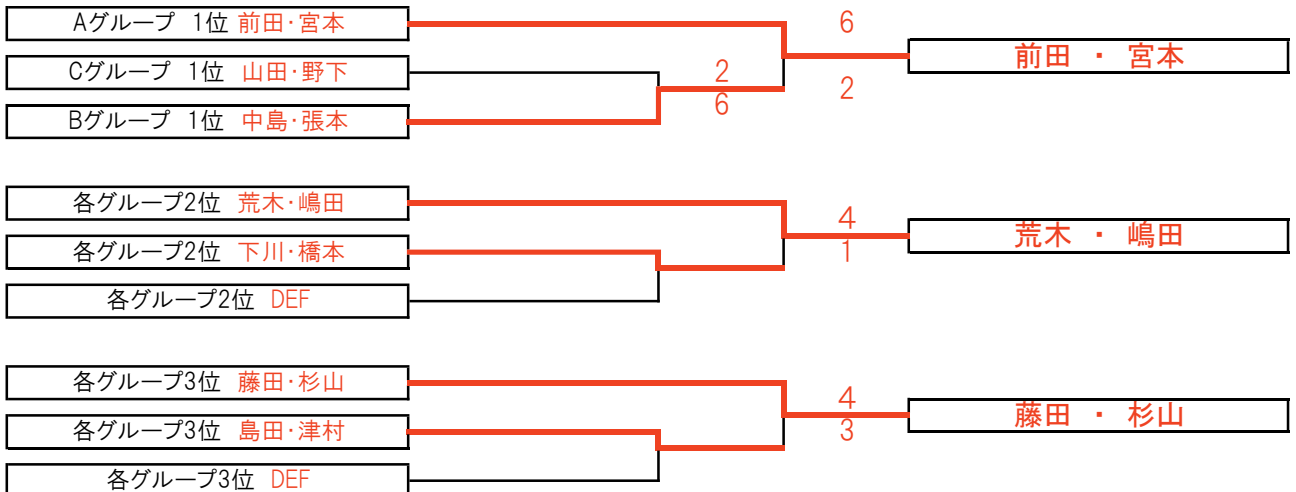 Aグループ 1位 前田・宮本
6
前田 ・ 宮本
Cグループ 1位 山田・野下
2
2
6
Bグループ 1位 中島・張本
各グループ2位 荒木・嶋田
4
荒木 ・ 嶋田
各グループ2位 下川・橋本
1
各グループ2位 DEF
各グループ3位 藤田・杉山
4
藤田 ・ 杉山
各グループ3位 島田・津村
3
各グループ3位 DEF